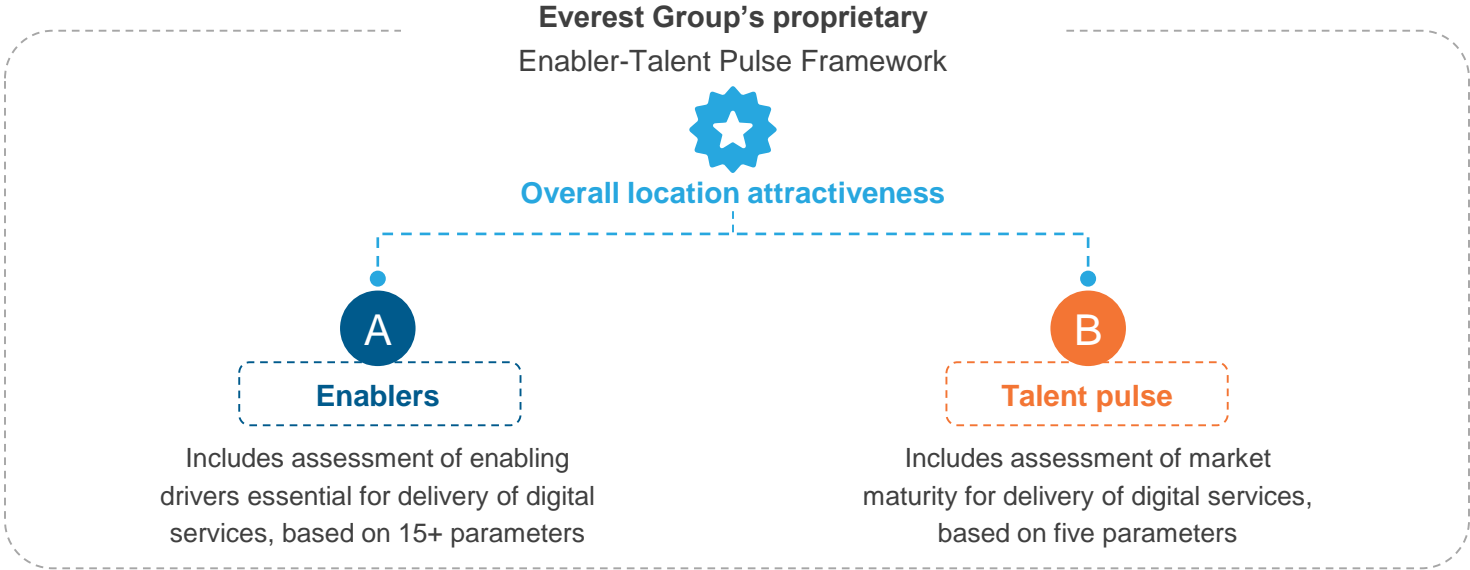 Everest Group's proprietary
Enabler-Talent Pulse Framework
Overall location attractiveness
A
Enablers
Includes assessment of enabling
drivers essential for delivery of digital
services, based on 15+ parameters
B
Talent pulse
Includes assessment of market
maturity for delivery of digital services,
based on five parameters